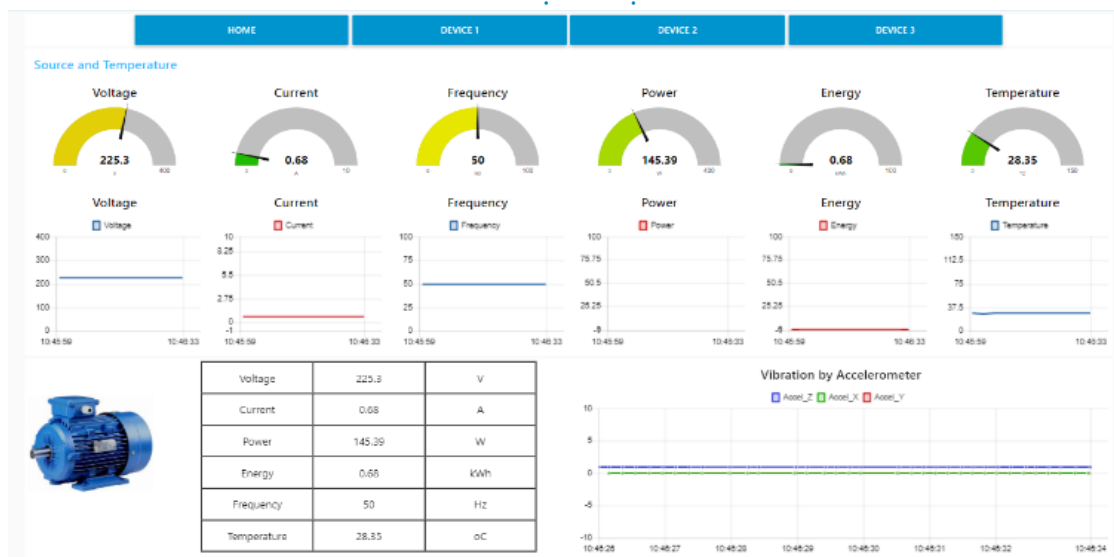 HOME DEVICE 1 DEVICE 2 DEVICE 3
Source and Temperature
Voltage Current Frequency Power Energy Temperature
225.3 0.68 50 145.39 0.68 28.35
0 V 400 0 A 10 0 Hz 100 0 W 400 0 kWh 100 0 150
Voltage Current Frequency Power Energy Temperature
Voltage Current Frequency Power Energy Temperature
400 10 100 100 100 150
300 8.25 75 75.75 75.75 112.5
200 5.5 50 50.5 50.5 75
100 2.75 25 25.25 25.25 37.5
0 0 0 0
-1
10:45:59 10:46:33 10:45:59 10:46:33 10:45:59 10:46:33 10:45:59 10:46:33 10:45:59 10:46:33 10:45:59 10:46:33
Voltage 225.3 V
Current 0.68 A
Power 145.39 W
Energy 0.68 kWh
Frequency 50 Hz
Temperature 28.35 oC
Vibration by Accelerometer
Accel_Z Accel_X Accel_Y
10
5
0
-5
-10
10:46:26 10:46:27 10:46:28 10:46:29 10:46:30 10:46:31 10:46:32 10:46:34